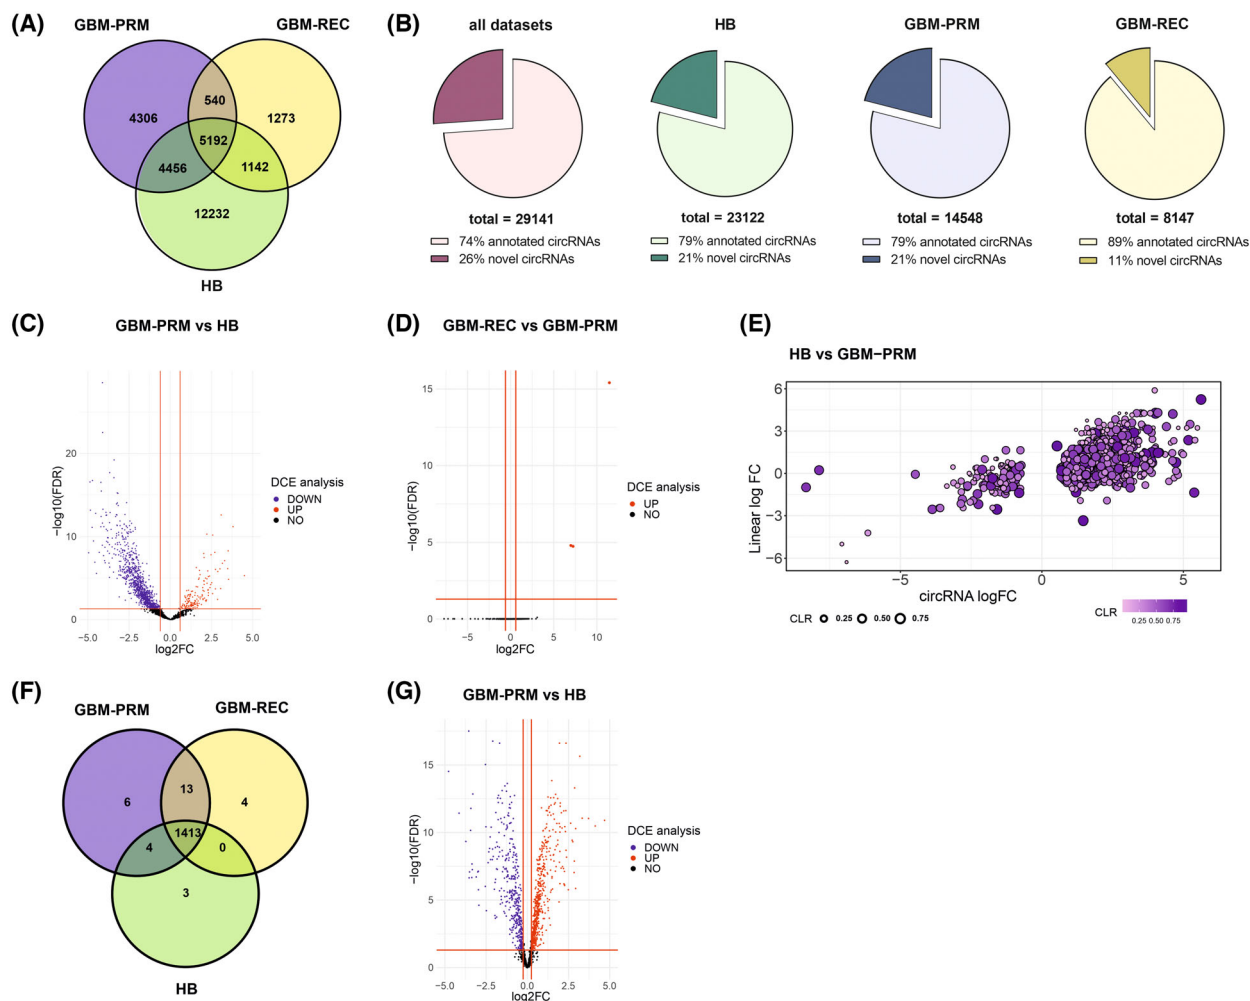 (A)
GBM-PRM
GBM-REC
540
4306
1273
5192
4456
1142
12232
HB
(B)
all datasets
total = 29141
74% annotated circRNAs
26% novel circRNAs
HB
total = 23122
79% annotated circRNAs
21% novel circRNAs
GBM-PRM
total = 14548
79% annotated circRNAs
21% novel circRNAs
GBM-REC
total = 8147
89% annotated circRNAs
11% novel circRNAs
(C)
GBM-PRM vs HB
−log10(FDR)
20
10
0
−5.0 −2.5 0.0 2.5 5.0
log2FC
DCE analysis
DOWN
UP
NO
(D)
GBM-REC vs GBM-PRM
−log10(FDR)
15
10
5
0
−5 0 5 10
log2FC
DCE analysis
UP
NO
(E)
HB vs GBM−PRM
Linear log FC
6
3
0
−3
−6
−5 0 5
circRNA logFC
CLR 0.25 0.50 0.75
CLR
0.25 0.50 0.75
(F)
GBM-PRM
GBM-REC
13
6
4
1413
4
0
3
HB
(G)
GBM-PRM vs HB
−log10(FDR)
15
10
5
0
−5.0 −2.5 0.0 2.5 5.0
log2FC
DCE analysis
DOWN
UP
NO